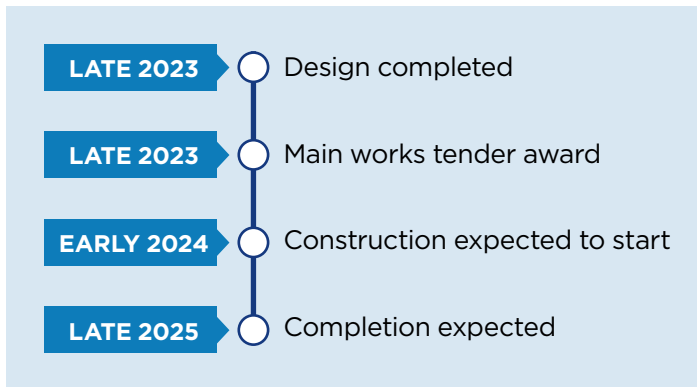 LATE 2023 Design completed
LATE 2023 Main works tender award
EARLY 2024 Construction expected to start
LATE 2025 Completion expected